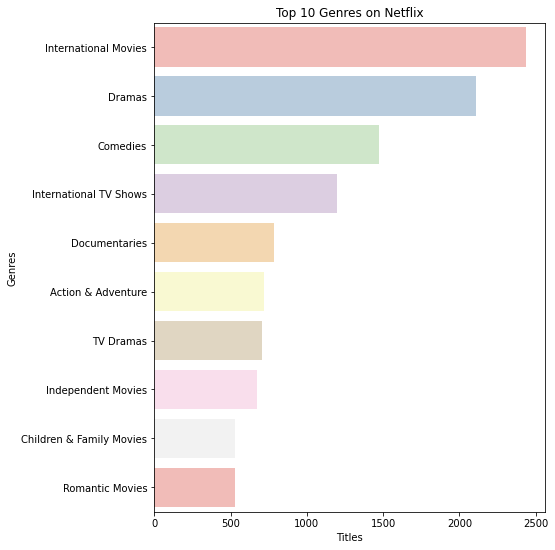 Top 10 Genres on Netflix
International Movies
Dramas
Comedies
International TV Shows
Documentaries
Action & Adventure
TV Dramas
Independent Movies
Children & Family Movies
Romantic Movies
Genres
0 500 1000 1500 2000 2500
Titles